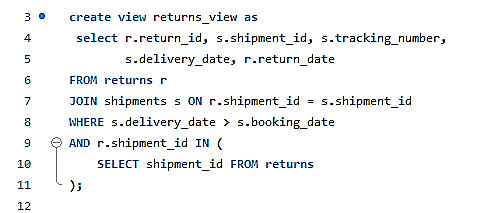 3 create view returns_view as
4 select r.return_id, s.shipment_id, s.tracking_number,
5 s.delivery_date, r.return_date
6 FROM returns r
7 JOIN shipments s ON r.shipment_id = s.shipment_id
8 WHERE s.delivery_date > s.booking_date
9 AND r.shipment_id IN (
10 SELECT shipment_id FROM returns
11 );
12